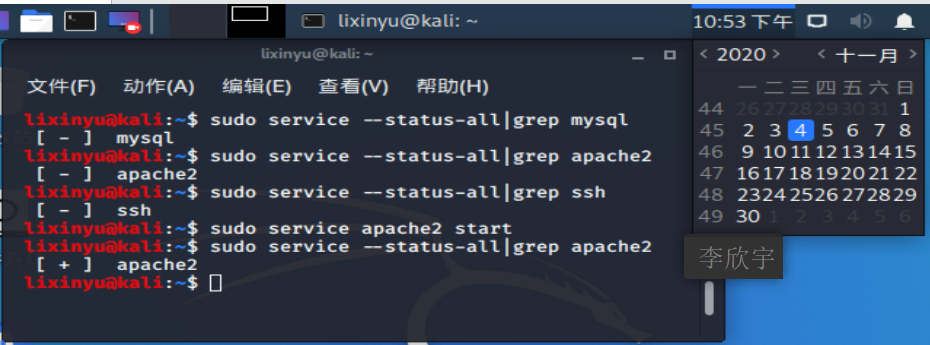 lixinyu@kali: ~
10:53 下午
lixinyu@kali: ~
文件(F) 动作(A) 编辑(E) 查看(V) 帮助(H)
lixinyu@kali:~$ sudo service --status-all|grep mysql
[ - ] mysql
lixinyu@kali:~$ sudo service --status-all|grep apache2
[ - ] apache2
lixinyu@kali:~$ sudo service --status-all|grep ssh
[ - ] ssh
lixinyu@kali:~$ sudo service apache2 start
lixinyu@kali:~$ sudo service --status-all|grep apache2
[ + ] apache2
lixinyu@kali:~$
< 2020 > < 十一月 >
一 二 三 四 五 六 日
44 26 27 28 29 30 31 1
45 2 3 4 5 6 7 8
46 9 10 11 12 13 14 15
47 16 17 18 19 20 21 22
48 23 24 25 26 27 28 29
49 30 1 2 3 4 5 6
李欣宇